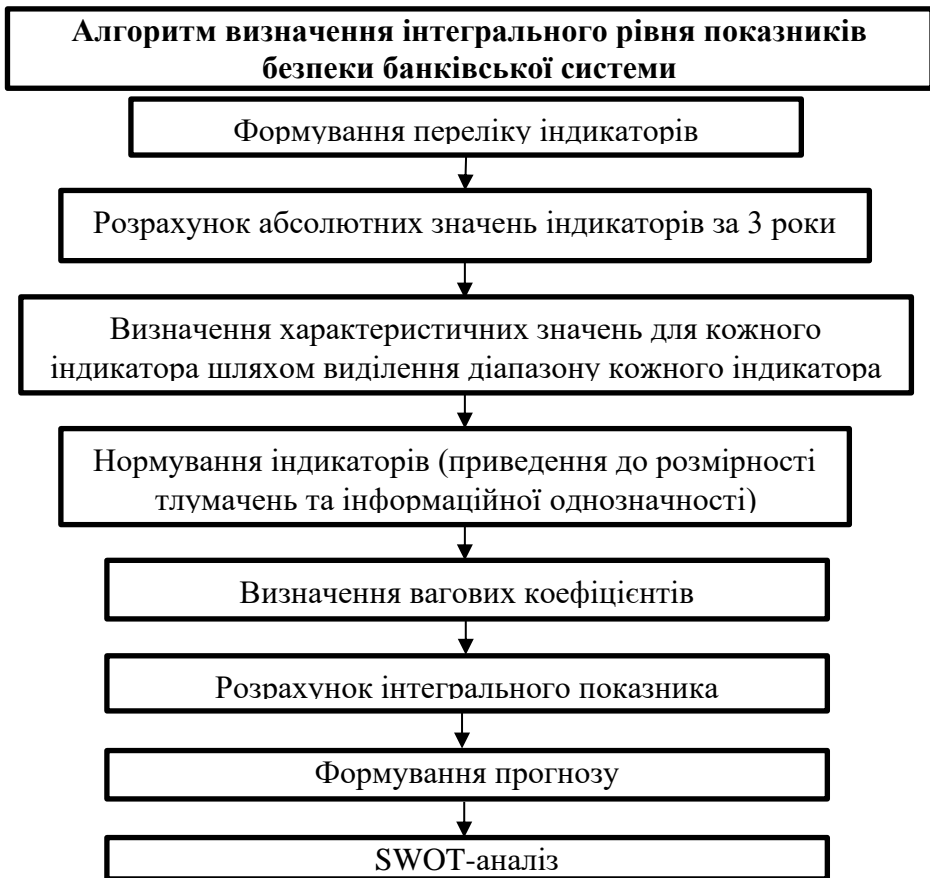 Алгоритм визначення інтегрального рівня показників
безпеки банківської системи
Формування переліку індикаторів
Розрахунок абсолютних значень індикаторів за 3 роки
Визначення характеристичних значень для кожного
індикатора шляхом виділення діапазону кожного індикатора
Нормування індикаторів (приведення до розмірності
тлумачень та інформаційної однозначності)
Визначення вагових коефіцієнтів
Розрахунок інтегрального показника
Формування прогнозу
SWOT-аналіз